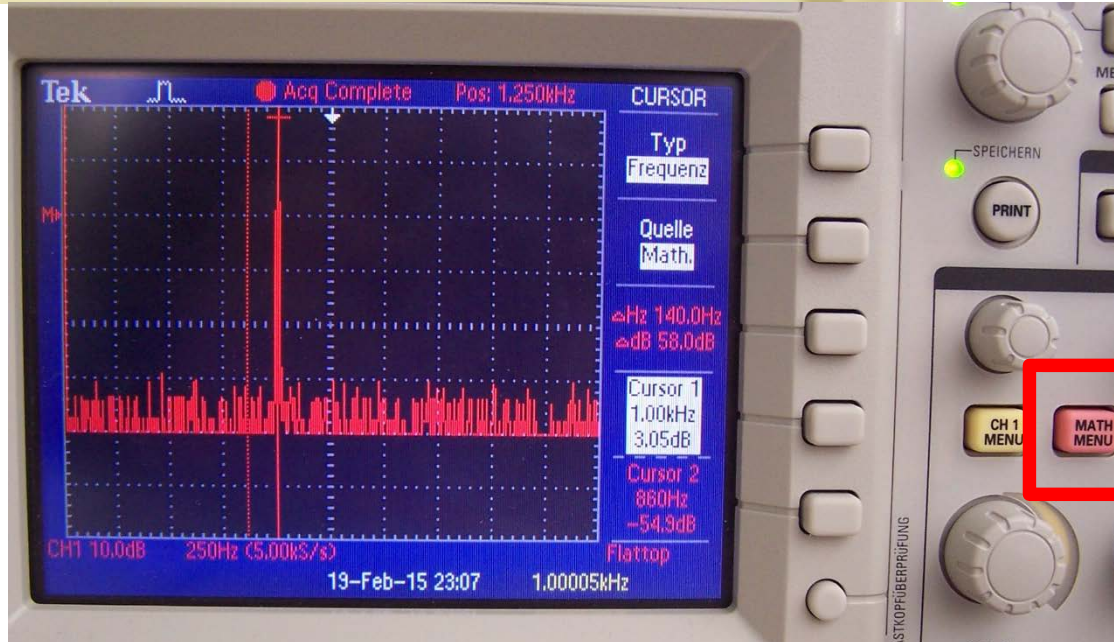 Tek
Acq Complete
Pos: 1.250kHz
CURSOR
Typ
Frequenz
Quelle
Math.
M
ΔHz 140.0Hz
ΔdB 58.0dB
Cursor 1
1.00kHz
3.05dB
Cursor 2
860Hz
-54.9dB
CH1 10.0dB
250Hz (5.00kS/s)
Flattop
19-Feb-15 23:07
1.00005kHz
ME
SPEICHERN
PRINT
CH 1
MENU
MATH
MENU
ASTKOPFÜBERPRÜFUNG